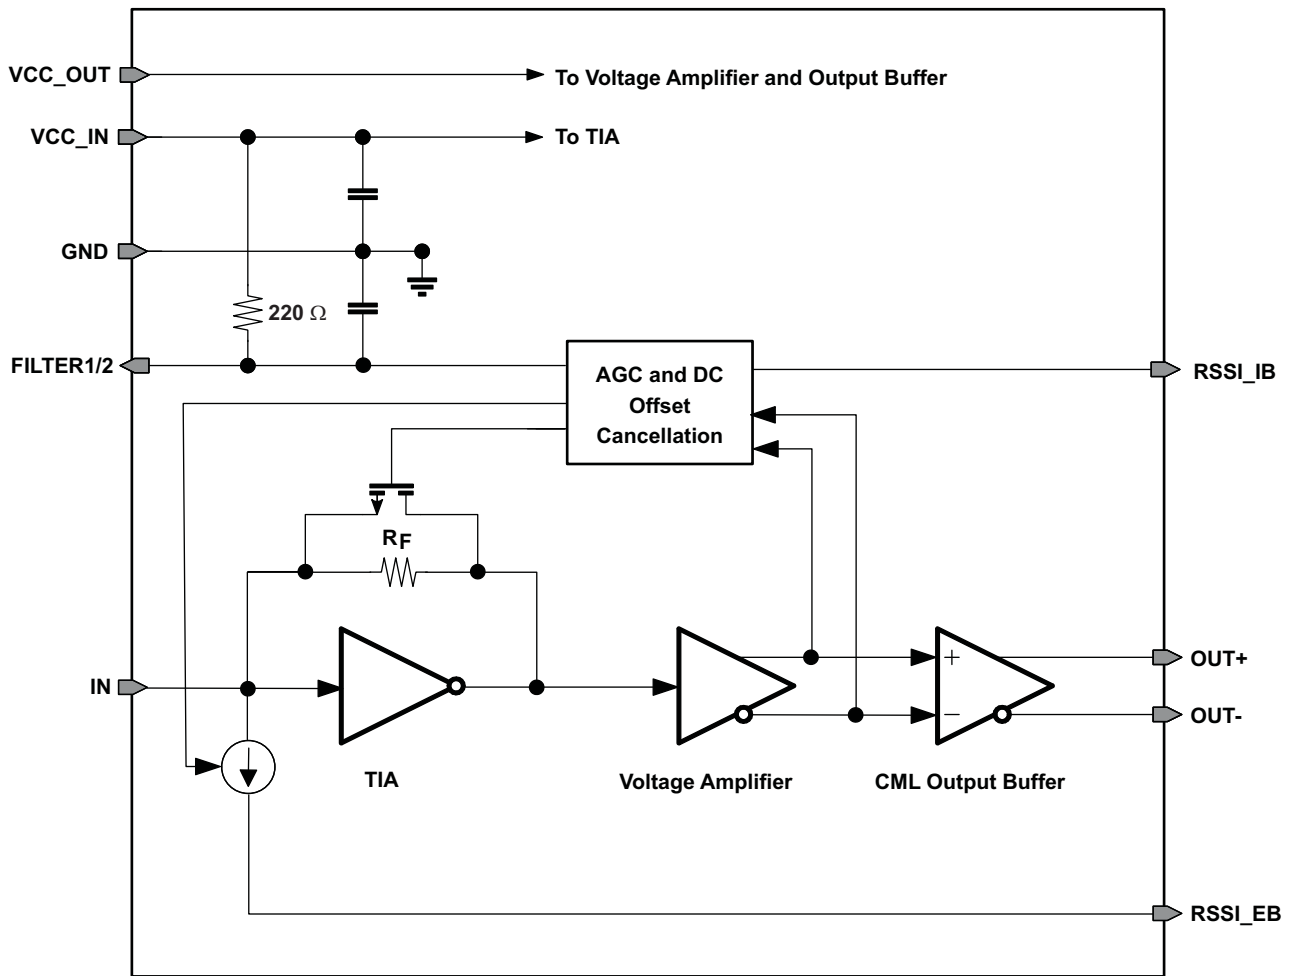 VCC_OUT
To Voltage Amplifier and Output Buffer
VCC_IN
To TIA
GND
220 Ω
FILTER1/2
AGC and DC
Offset
Cancellation
RSSI_IB
RF
IN
+
−
OUT+
OUT-
TIA
Voltage Amplifier
CML Output Buffer
RSSI_EB